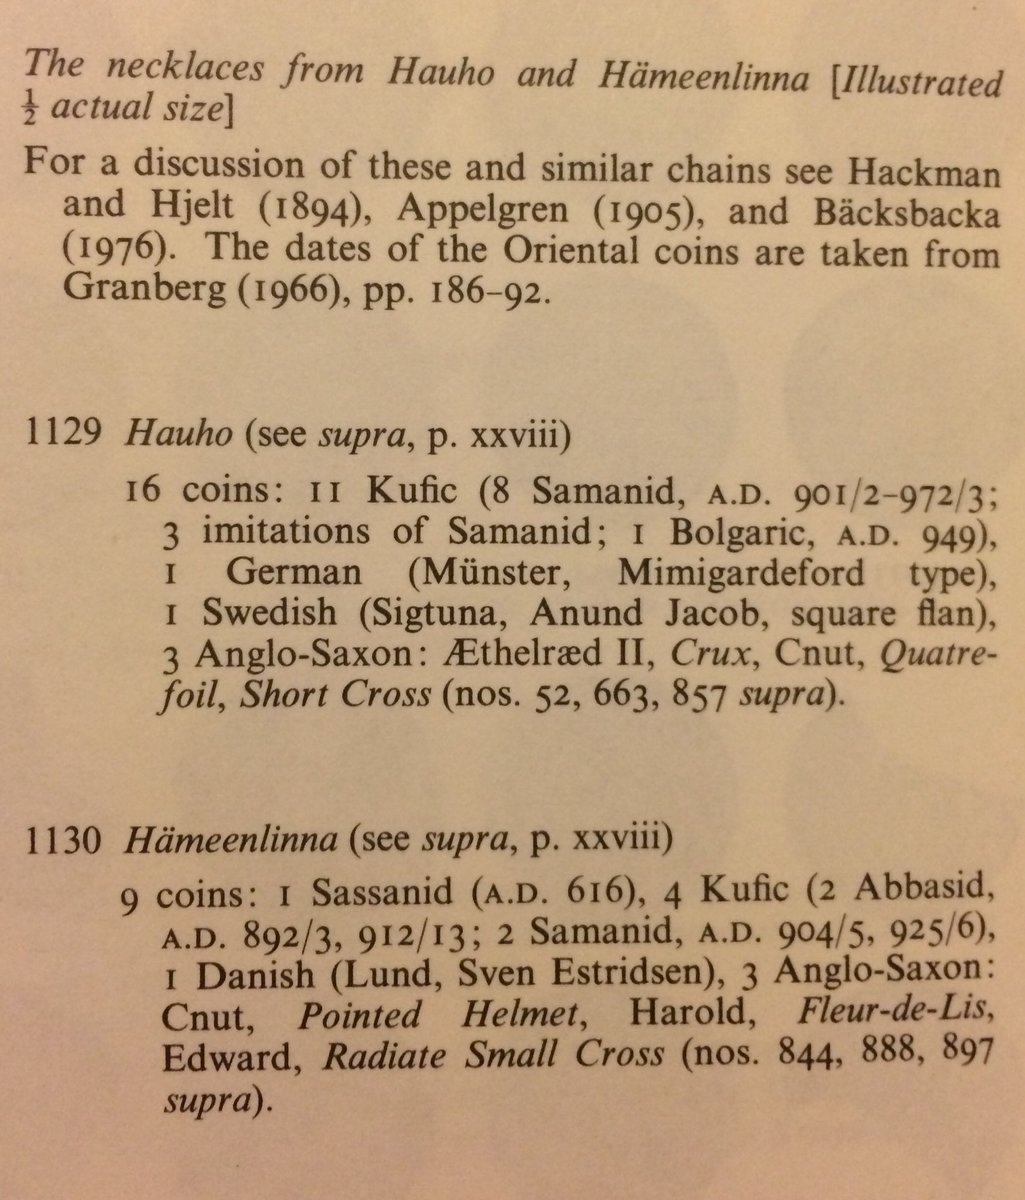 The necklaces from Hauho and Hämeenlinna [Illustrated
½ actual size]
For a discussion of these and similar chains see Hackman
and Hjelt (1894), Appelgren (1905), and Bäcksbacka
(1976). The dates of the Oriental coins are taken from
Granberg (1966), pp. 186–92.
1129 Hauho (see supra, p. xxviii)
16 coins: 11 Kufic (8 Samanid, A.D. 901/2–972/3;
3 imitations of Samanid; 1 Bolgaric, A.D. 949),
1 German (Münster, Mimigardeford type),
1 Swedish (Sigtuna, Anund Jacob, square flan),
3 Anglo-Saxon: Æthelræd II, Crux, Cnut, Quatre-
foil, Short Cross (nos. 52, 663, 857 supra).
1130 Hämeenlinna (see supra, p. xxviii)
9 coins: 1 Sassanid (A.D. 616), 4 Kufic (2 Abbasid,
A.D. 892/3, 912/13; 2 Samanid, A.D. 904/5, 925/6),
1 Danish (Lund, Sven Estridsen), 3 Anglo-Saxon:
Cnut, Pointed Helmet, Harold, Fleur-de-Lis,
Edward, Radiate Small Cross (nos. 844, 888, 897
supra).